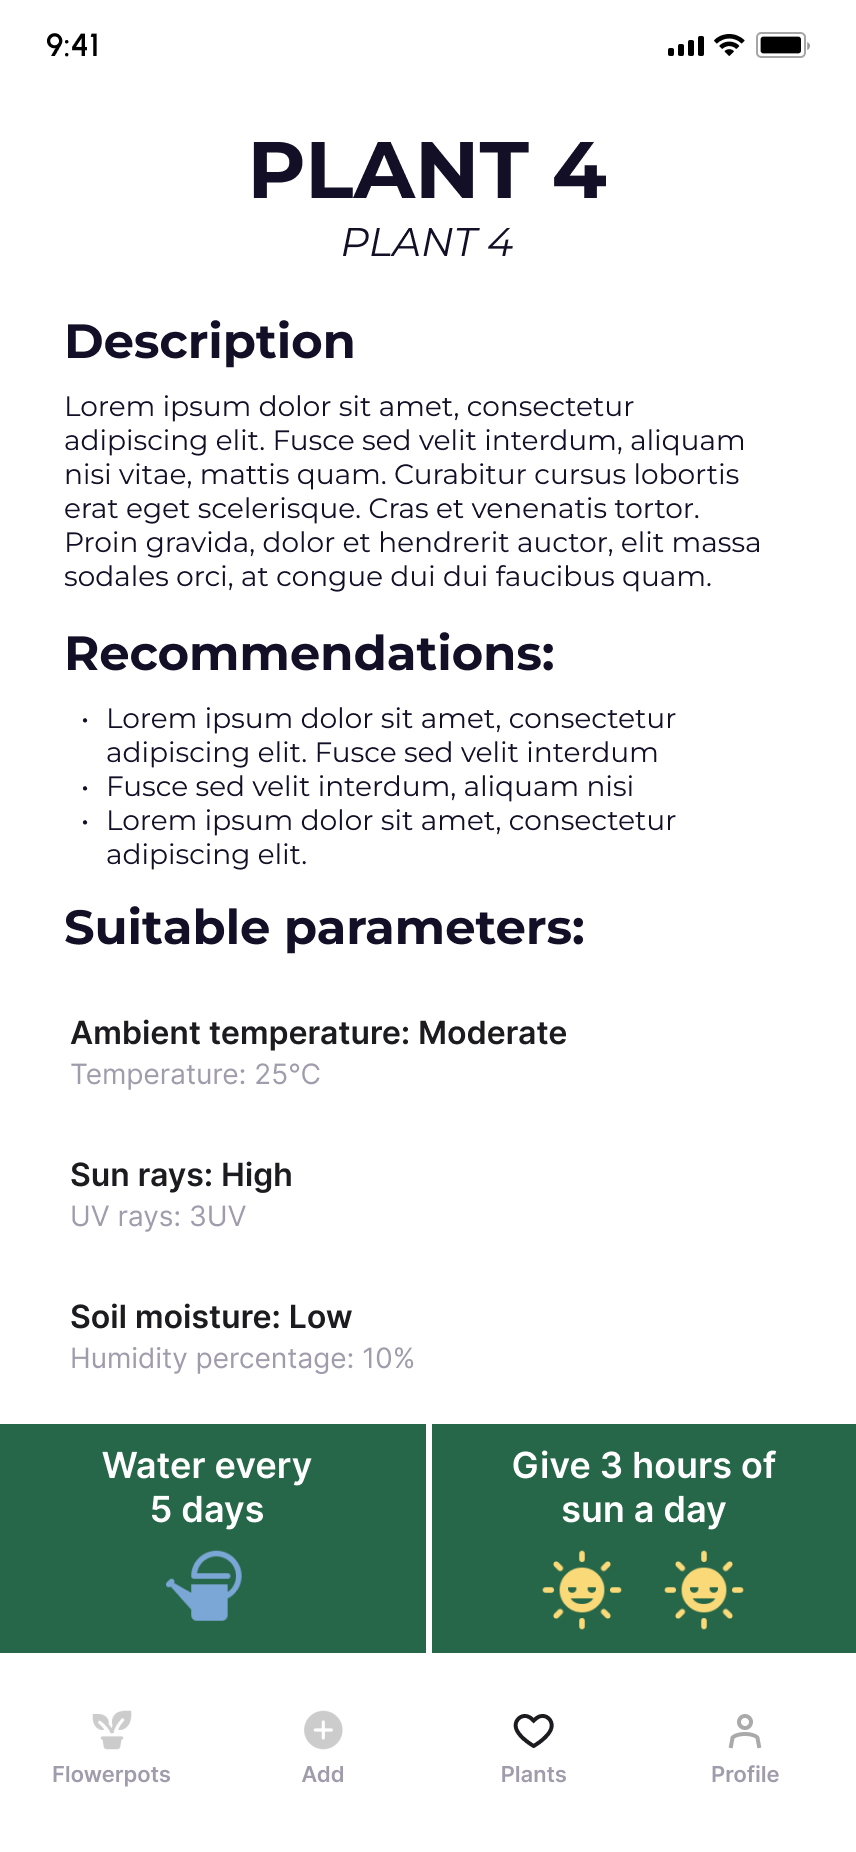 9:41
PLANT 4
PLANT 4
Description
Lorem ipsum dolor sit amet, consectetur
adipiscing elit. Fusce sed velit interdum, aliquam
nisi vitae, mattis quam. Curabitur cursus lobortis
erat eget scelerisque. Cras et venenatis tortor.
Proin gravida, dolor et hendrerit auctor, elit massa
sodales orci, at congue dui dui faucibus quam.
Recommendations:
• Lorem ipsum dolor sit amet, consectetur
adipiscing elit. Fusce sed velit interdum
• Fusce sed velit interdum, aliquam nisi
• Lorem ipsum dolor sit amet, consectetur
adipiscing elit.
Suitable parameters:
Ambient temperature: Moderate
Temperature: 25°C
Sun rays: High
UV rays: 3UV
Soil moisture: Low
Humidity percentage: 10%
Water every
5 days
Give 3 hours of
sun a day
Flowerpots
Add
Plants
Profile